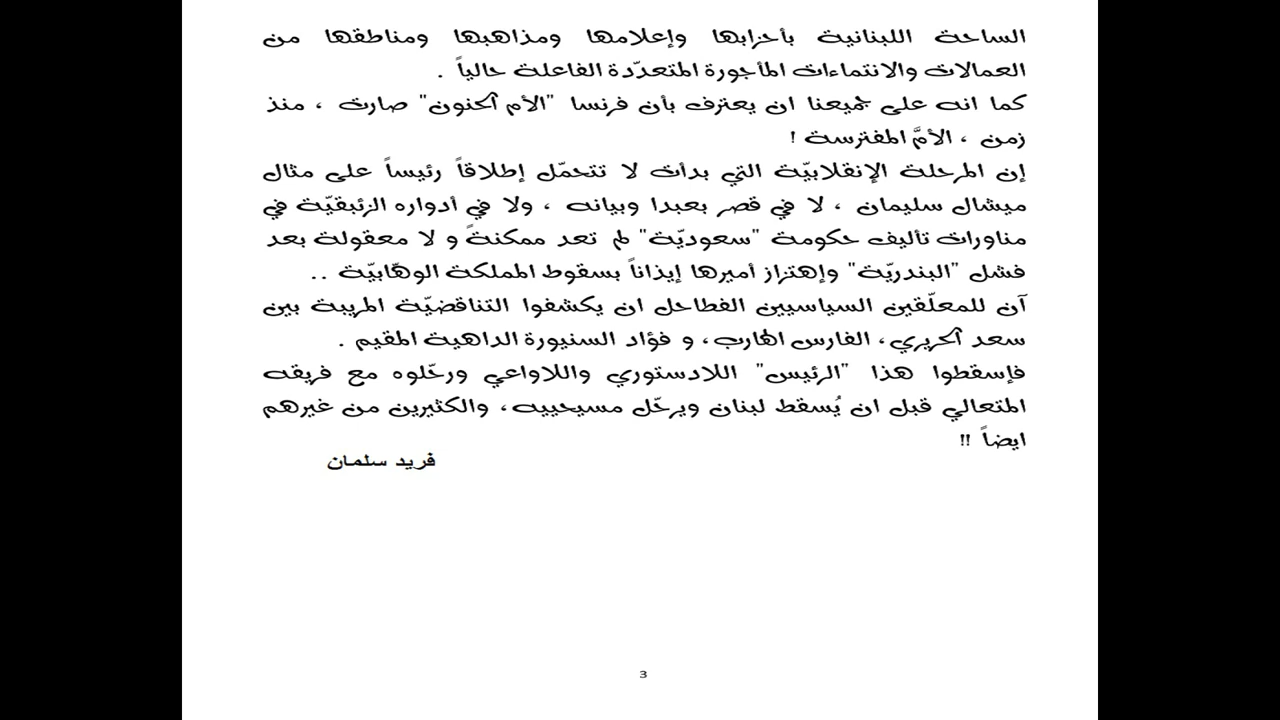 الساحة اللبنانية بأحزابها وإعلامها ومذاهبها ومناطقها من
العمالات والانتماءات المأجورة المتعدّدة الفاعلة حالياً .
كما انه على جميعنا ان يعترف بأن فرنسا "الأم الحنون" صارت ، منذ
زمن ، الأمَّ المفترسة !
إن المرحلة الإنقلابيّة التي بدأت لا تتحمّل إطلاقاً رئيساً على مثال
ميشال سليمان ، لا في قصر بعبدا وبيانه ، ولا في أدواره الزئبقيّة في
مناورات تأليف حكومة "سعوديّة" لم تعد ممكنةً و لا معقولة بعد
فشل "البندريّة" وإهتزاز أميرها إيذاناً بسقوط المملكة الوهّابيّة ..
آن للمعلّقين السياسيين الفطاحل ان يكشفوا التناقضيّة المريبة بين
سعد الحريري، الفارس الهارب، و فؤاد السنيورة الداهية المقيم .
فإسقطوا هذا "الرئيس" اللادستوري واللاواعي ورحّلوه مع فريقه
المتعالي قبل ان يُسقط لبنان ويرحّل مسيحييه، والكثيرين من غيرهم
ايضاً !!
فريد سلمان
3